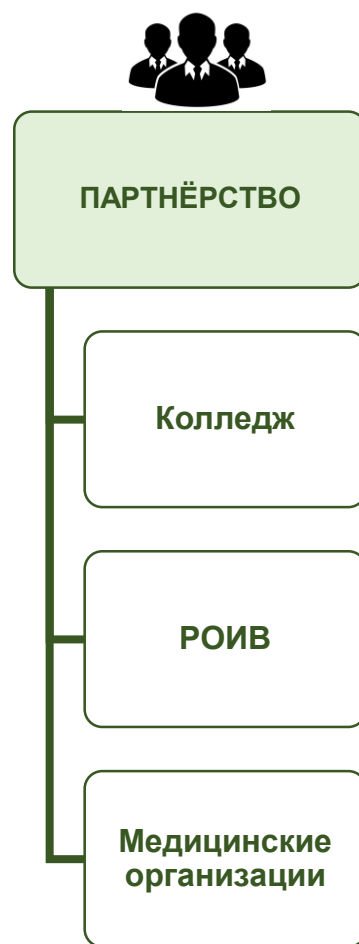 ПАРТНЁРСТВО
Колледж
РОИВ
Медицинские
организации